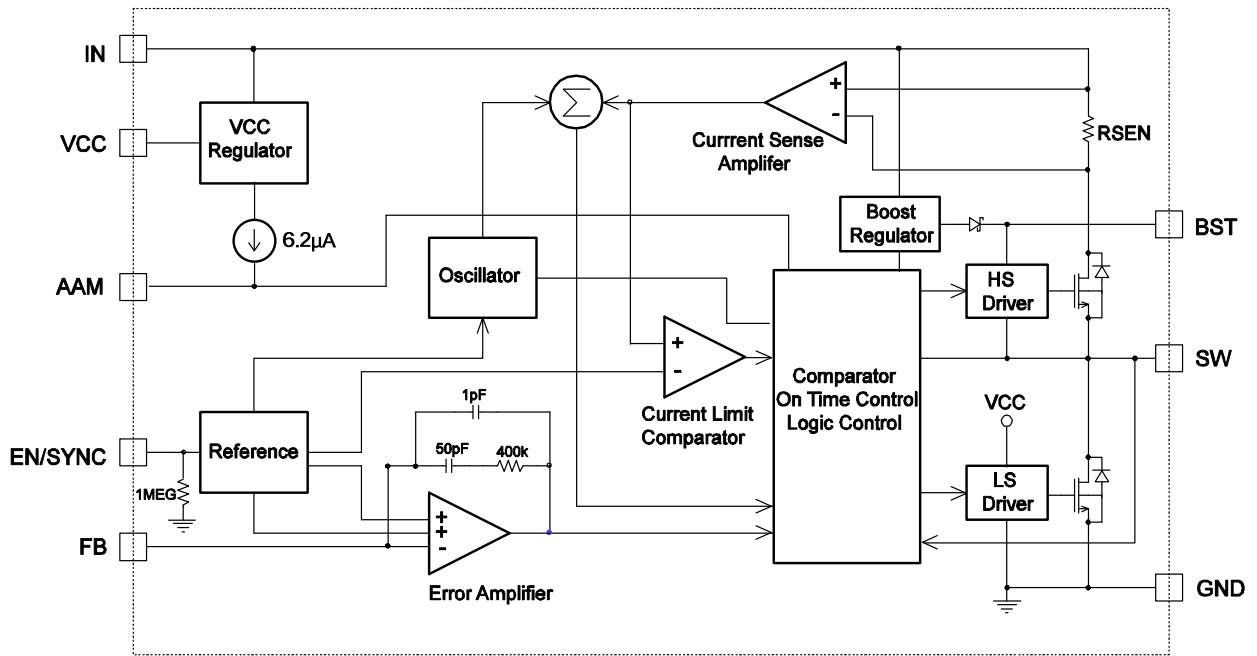 IN
VCC
VCC
Regulator
6.2µA
AAM
EN/SYNC
1MEG
FB
Reference
Oscillator
Σ
+
-
Currrent Sense
Amplifer
RSEN
Boost
Regulator
BST
HS
Driver
SW
+
-
Current Limit
Comparator
Comparator
On Time Control
Logic Control
1pF
50pF
400k
+
+
-
Error Amplifier
VCC
LS
Driver
GND